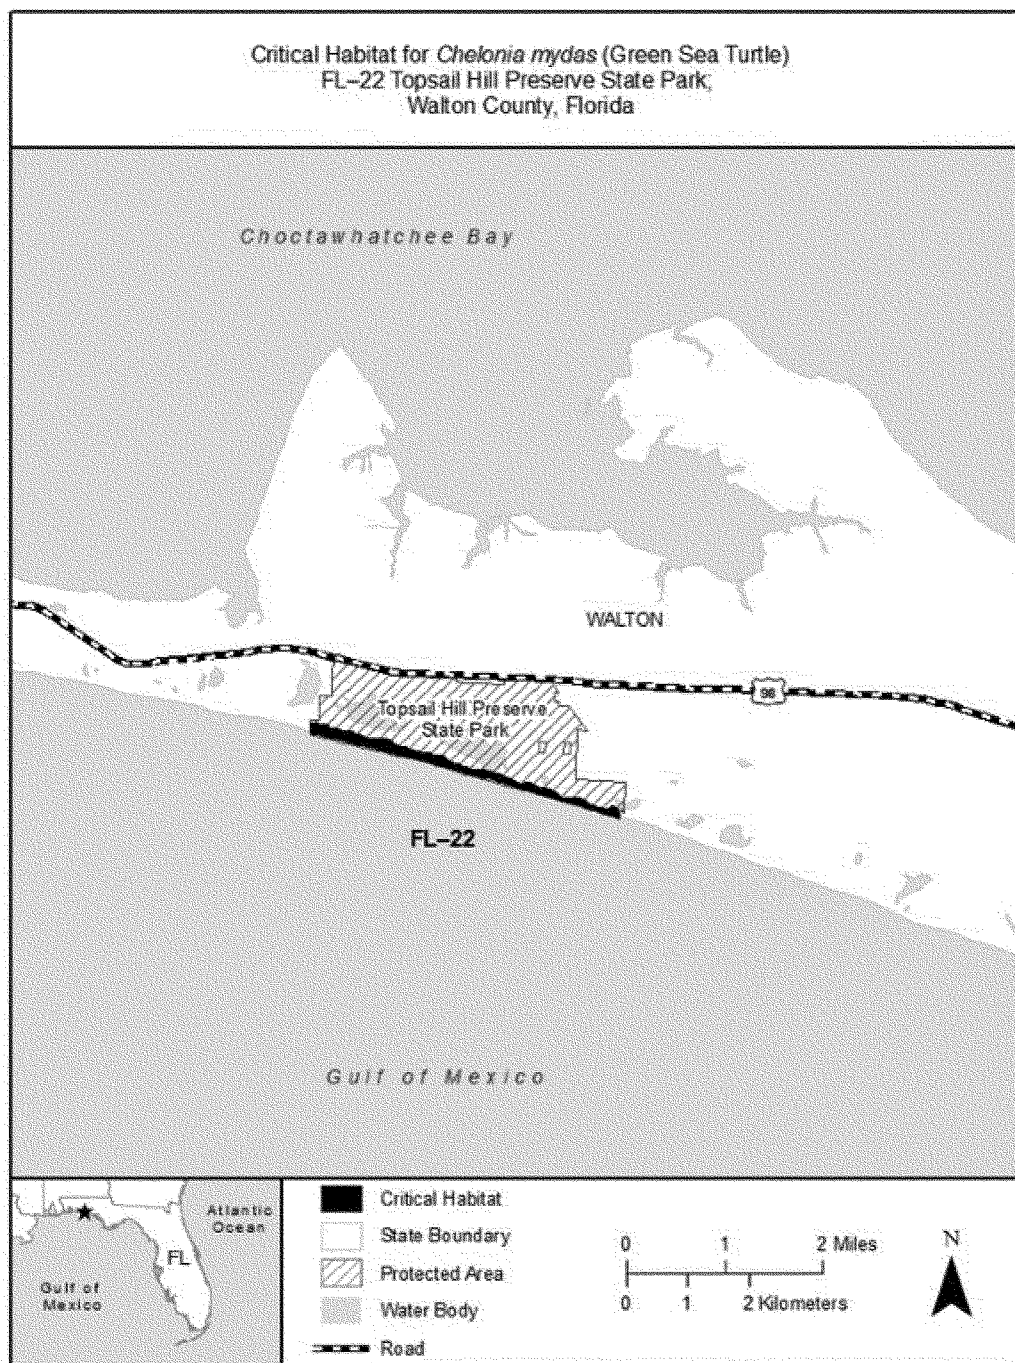 Critical Habitat for Chelonia mydas (Green Sea Turtle)
FL–22 Topsail Hill Preserve State Park,
Walton County, Florida
Choctawhatchee Bay
WALTON
98
Topsail Hill Preserve
State Park
FL–22
Gulf of Mexico
Atlantic
Ocean
FL
Gulf of
Mexico
Critical Habitat
State Boundary
Protected Area
Water Body
Road
0 1 2 Miles
0 1 2 Kilometers
N